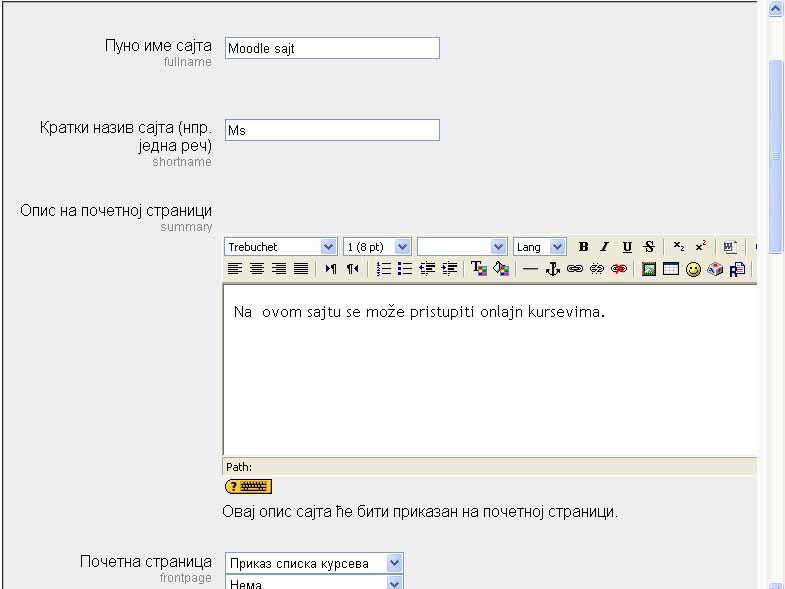 Пуно име сајта
Moodle sajt
fullname
Кратки назив сајта (нпр.
Ms
једна реч)
shortname
Опис на почетној страници
summary
Trebuchet 1 (8 pt) Lang B I U S x₂ x²
Na ovom sajtu se može pristupiti onlajn kursevima.
Path:
?
Овај опис сајта ће бити приказан на почетној страници.
Почетна страница
Приказ списка курсева
frontpage
Нема